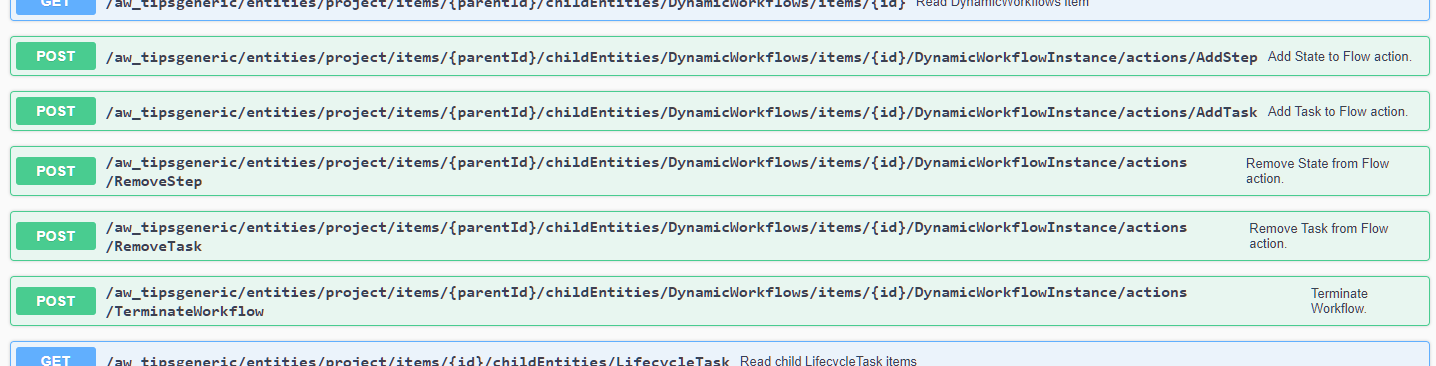 GET /aw_tipsgeneric/entities/project/items/{parentId}/childEntities/DynamicWorkflows/items/{id} Read DynamicWorkflows item
POST /aw_tipsgeneric/entities/project/items/{parentId}/childEntities/DynamicWorkflows/items/{id}/DynamicWorkflowInstance/actions/AddStep Add State to Flow action.
POST /aw_tipsgeneric/entities/project/items/{parentId}/childEntities/DynamicWorkflows/items/{id}/DynamicWorkflowInstance/actions/AddTask Add Task to Flow action.
POST /aw_tipsgeneric/entities/project/items/{parentId}/childEntities/DynamicWorkflows/items/{id}/DynamicWorkflowInstance/actions
/RemoveStep
Remove State from Flow
action.
POST /aw_tipsgeneric/entities/project/items/{parentId}/childEntities/DynamicWorkflows/items/{id}/DynamicWorkflowInstance/actions
/RemoveTask
Remove Task from Flow
action.
POST /aw_tipsgeneric/entities/project/items/{parentId}/childEntities/DynamicWorkflows/items/{id}/DynamicWorkflowInstance/actions
/TerminateWorkflow
Terminate
Workflow.
GET /aw_tipsgeneric/entities/project/items/{id}/childEntities/LifecycleTask Read child LifecycleTask items